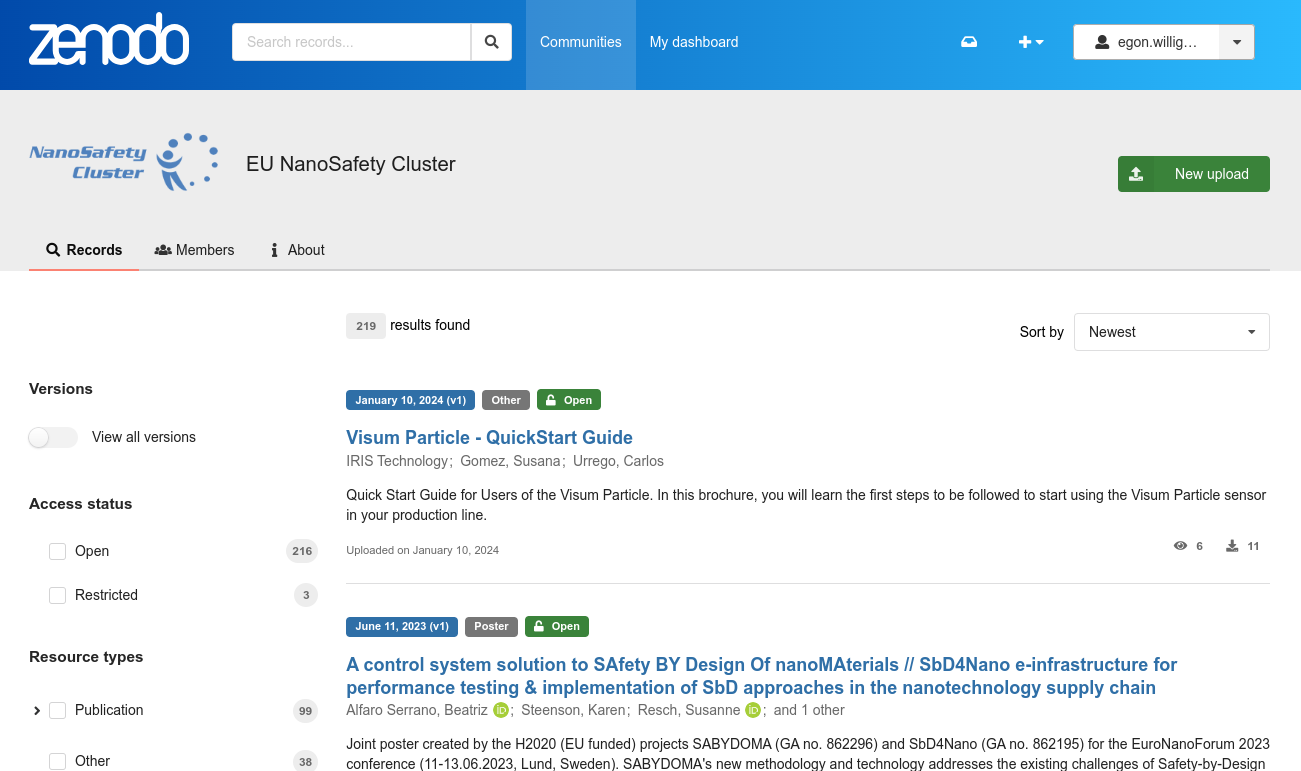 zenodo
Search records...
Communities
My dashboard
egon.willig...
NanoSafety
Cluster
EU NanoSafety Cluster
New upload
Records
Members
About
219 results found
Sort by
Newest
Versions
View all versions
Access status
Open 216
Restricted 3
Resource types
Publication 99
Other 38
January 10, 2024 (v1) Other Open
Visum Particle - QuickStart Guide
IRIS Technology; Gomez, Susana; Urrego, Carlos
Quick Start Guide for Users of the Visum Particle. In this brochure, you will learn the first steps to be followed to start using the Visum Particle sensor
in your production line.
Uploaded on January 10, 2024
6 11
June 11, 2023 (v1) Poster Open
A control system solution to SAfety BY Design Of nanoMAterials // SbD4Nano e-infrastructure for
performance testing & implementation of SbD approaches in the nanotechnology supply chain
Alfaro Serrano, Beatriz iD; Steenson, Karen; Resch, Susanne iD; and 1 other
Joint poster created by the H2020 (EU funded) projects SABYDOMA (GA no. 862296) and SbD4Nano (GA no. 862195) for the EuroNanoForum 2023
conference (11-13.06.2023, Lund, Sweden). SABYDOMA's new methodology and technology addresses the existing challenges of Safety-by-Design